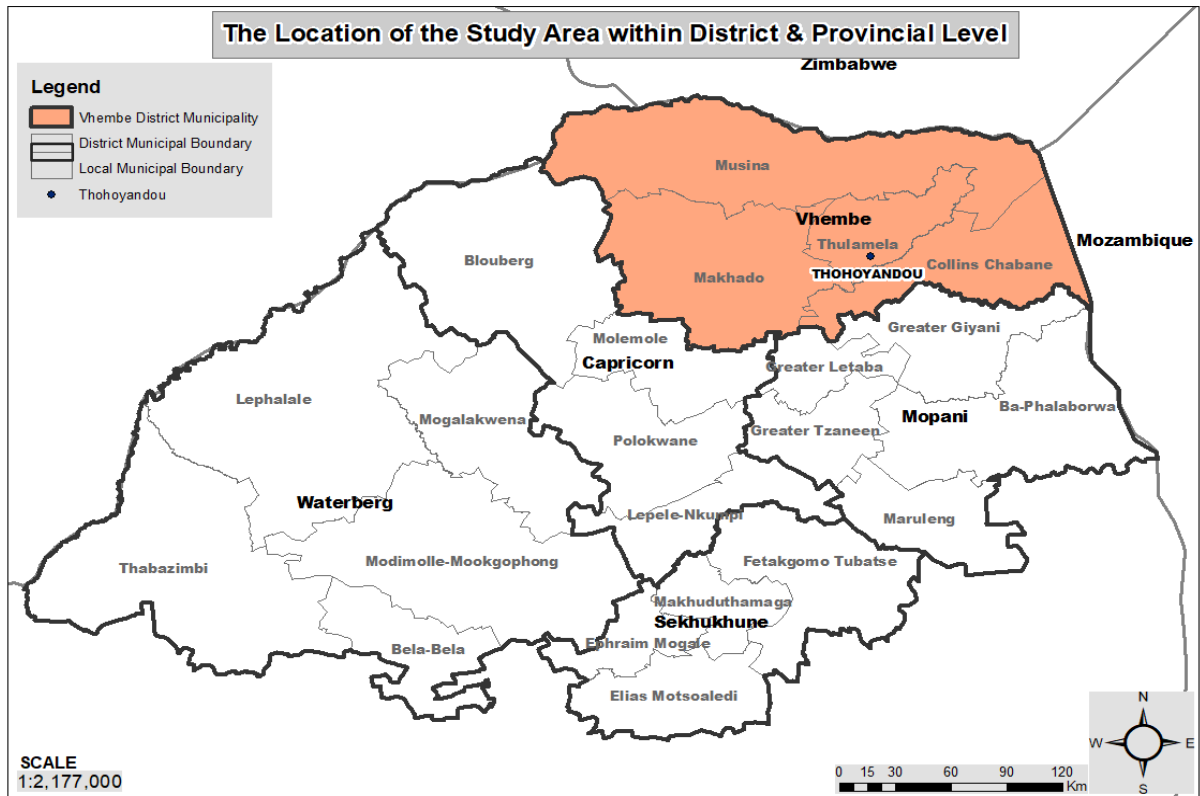 The Location of the Study Area within District & Provincial Level
Zimbabwe
Legend
Vhembe District Municipality
District Municipal Boundary
Local Municipal Boundary
Thohoyandou
Musina
Vhembe
Mozambique
Thulamela
Blouberg
Collins Chabane
Makhado
THOHOYANDOU
Greater Giyani
Molemole
Capricorn
Greater Letaba
Lephalale
Mogalakwena
Ba-Phalaborwa
Mopani
Polokwane
Greater Tzaneen
Waterberg
Lepele-Nkumpi
Maruleng
Thabazimbi
Modimolle-Mookgophong
Fetakgomo Tubatse
Makhuduthamaga
Sekhukhune
Ephraim Mogale
Bela-Bela
Elias Motsoaledi
N
W E
S
SCALE
1:2,177,000
0 15 30 60 90 120
Km